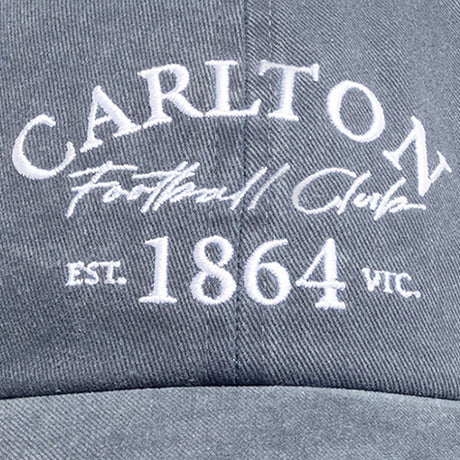 CARLTON
Football Club
EST. 1864 VIC.